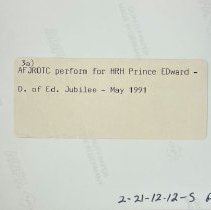 3a)
AFJROTC perform for HRH Prince EDward -
D. of Ed. Jubilee - May 1991
2-21-12-12-5